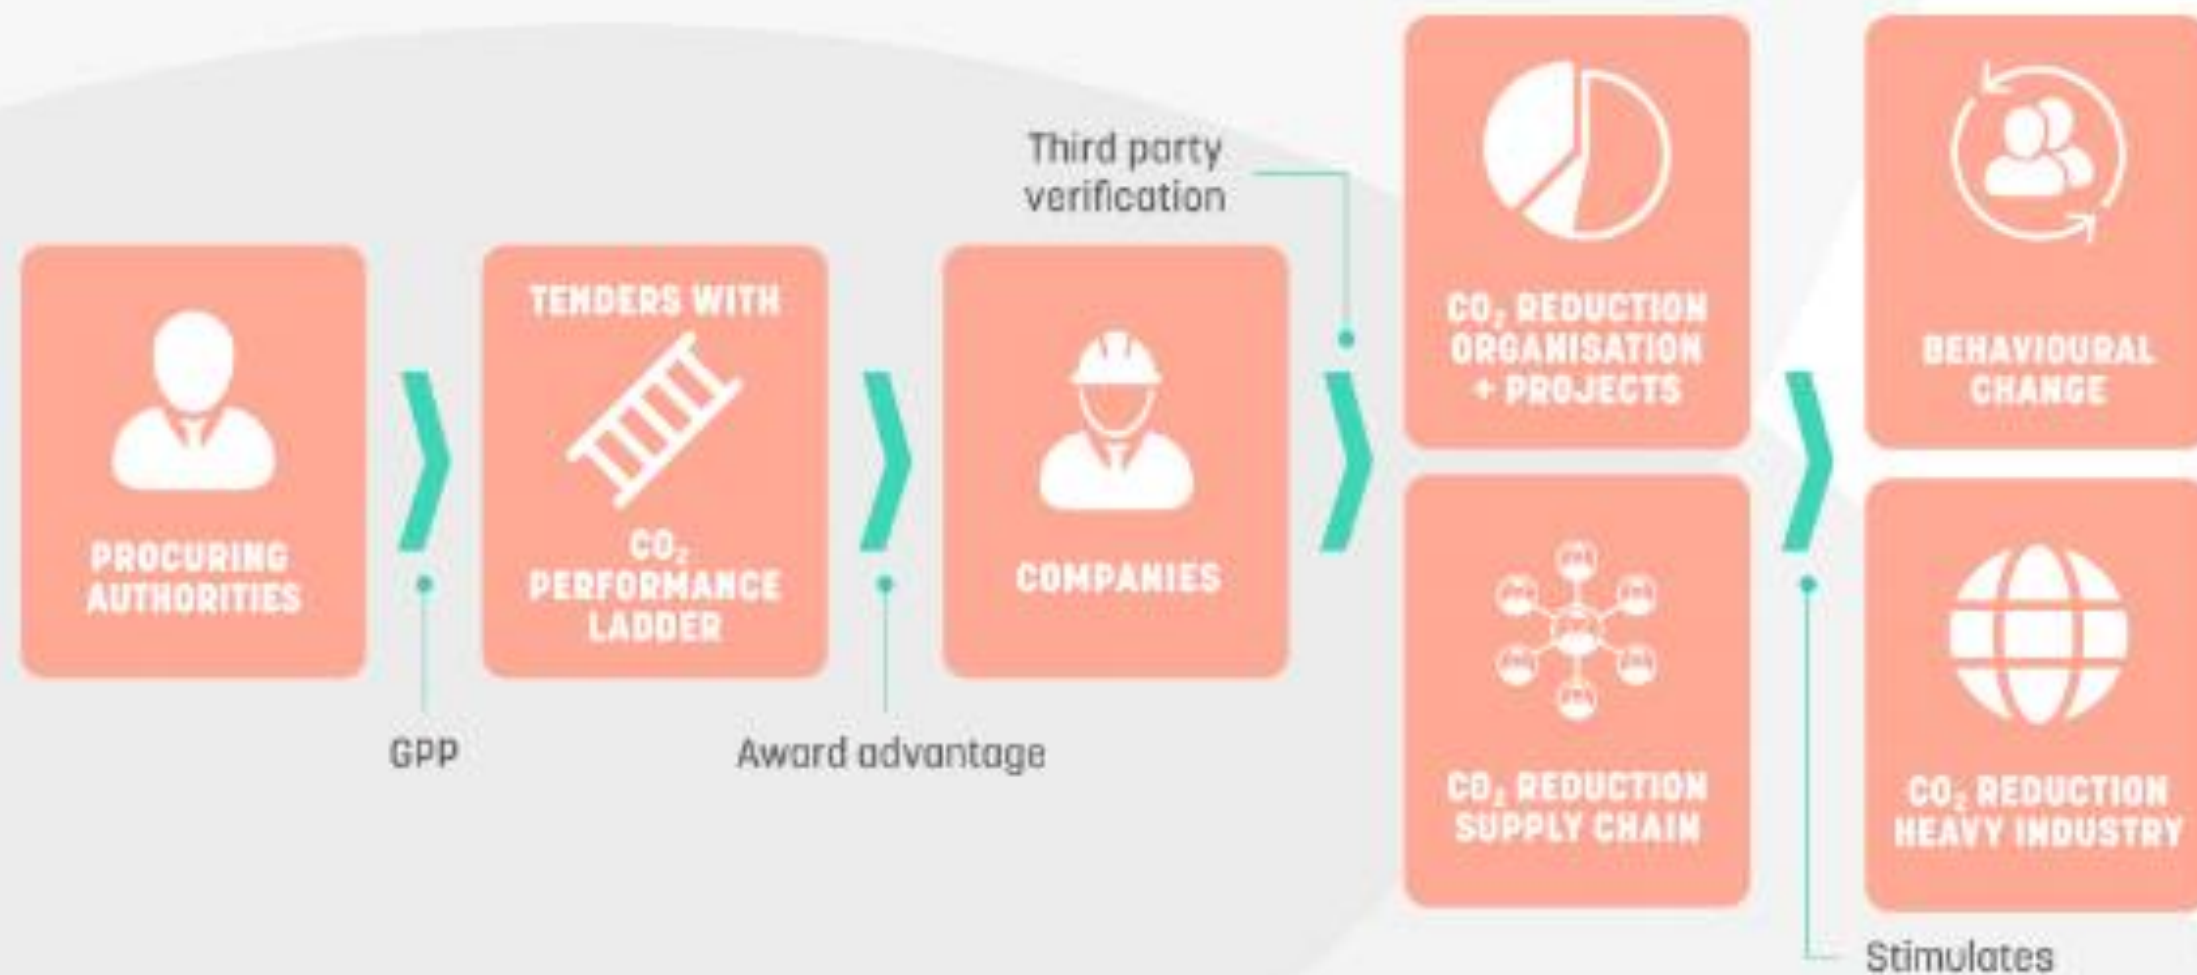 PROCURING
AUTHORITIES
GPP
TENDERS WITH
CO₂
PERFORMANCE
LADDER
Award advantage
COMPANIES
Third party
verification
CO₂ REDUCTION
ORGANISATION
+ PROJECTS
CO₂ REDUCTION
SUPPLY CHAIN
Stimulates
BEHAVIOURAL
CHANGE
CO₂ REDUCTION
HEAVY INDUSTRY